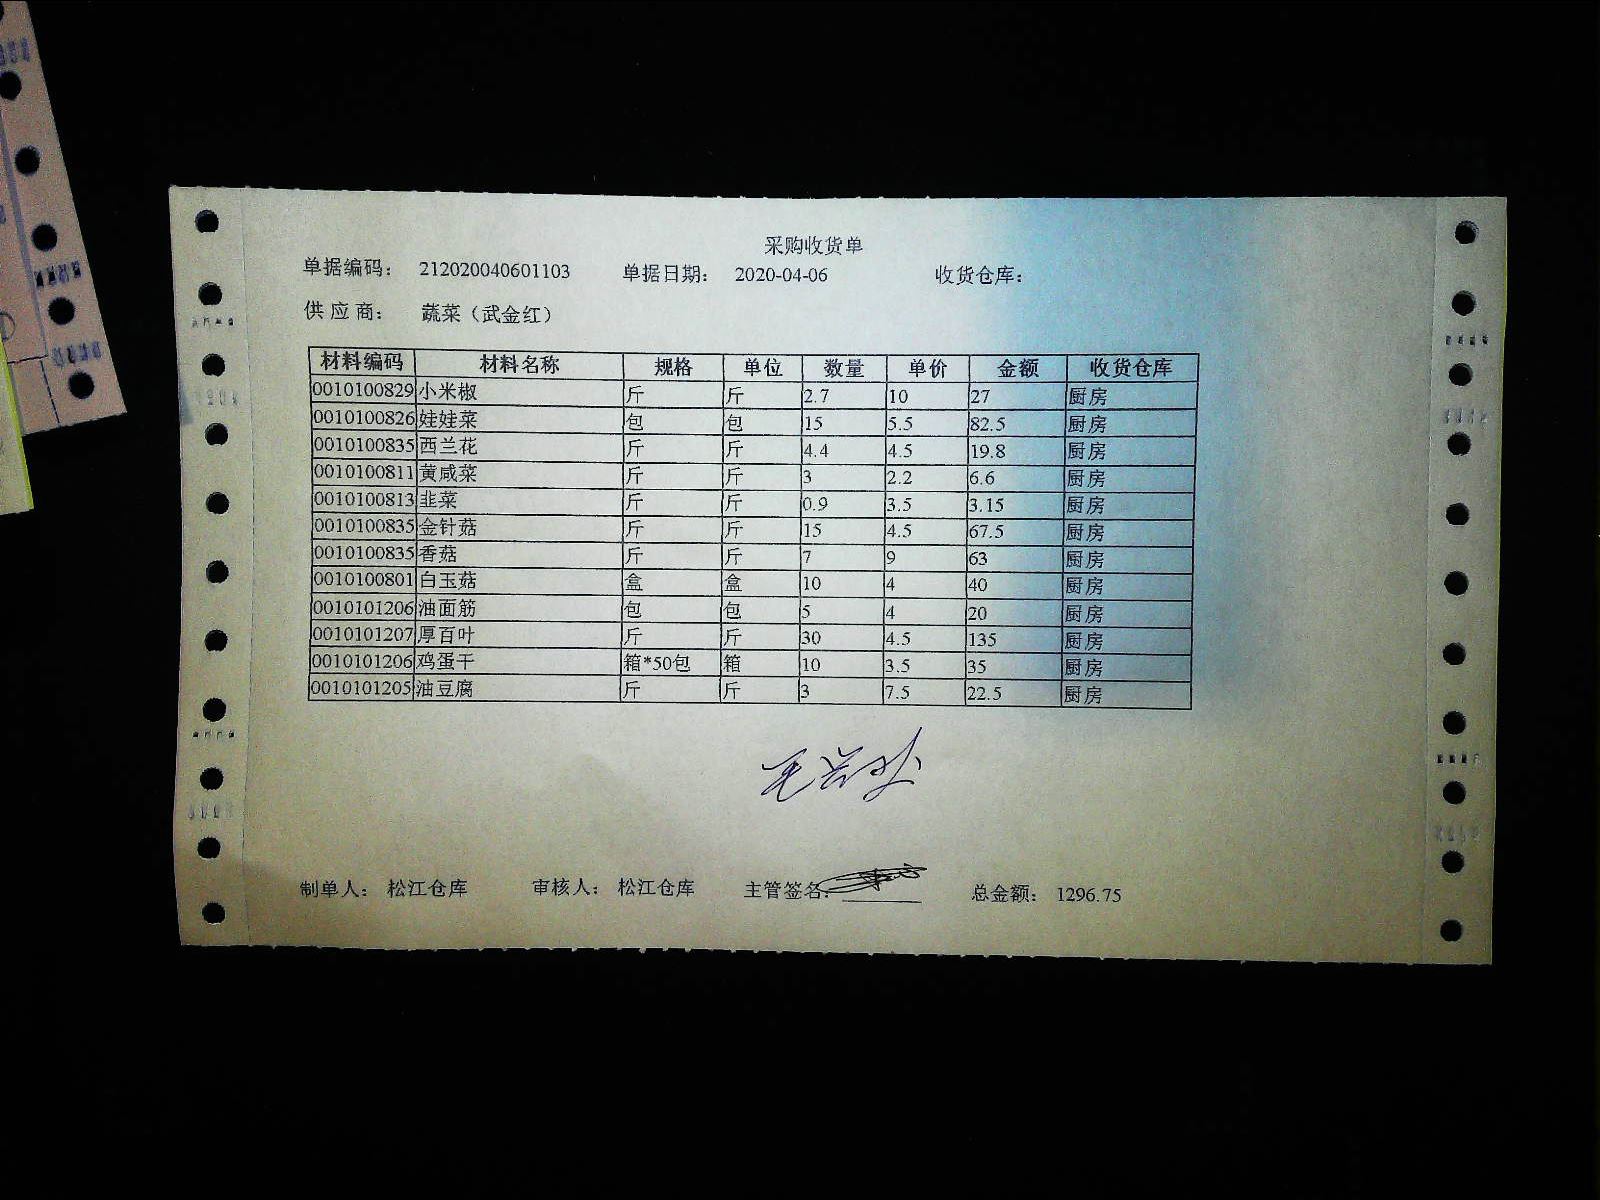 采购收货单
单据编码： 212020040601103 单据日期： 2020-04-06 收货仓库：
供应商： 蔬菜（武金红）
材料编码 材料名称 规格 单位 数量 单价 金额 收货仓库
0010100829 小米椒 斤 斤 2.7 10 27 厨房
0010100826 娃娃菜 包 包 15 5.5 82.5 厨房
0010100835 西兰花 斤 斤 4.4 4.5 19.8 厨房
0010100811 黄咸菜 斤 斤 3 2.2 6.6 厨房
0010100813 韭菜 斤 斤 0.9 3.5 3.15 厨房
0010100835 金针菇 斤 斤 15 4.5 67.5 厨房
0010100835 香菇 斤 斤 7 9 63 厨房
0010100801 白玉菇 盒 盒 10 4 40 厨房
0010101206 油面筋 包 包 5 4 20 厨房
0010101207 厚百叶 斤 斤 30 4.5 135 厨房
0010101206 鸡蛋干 箱*50包 箱 10 3.5 35 厨房
0010101205 油豆腐 斤 斤 3 7.5 22.5 厨房
制单人： 松江仓库 审核人： 松江仓库 主管签名： 总金额： 1296.75